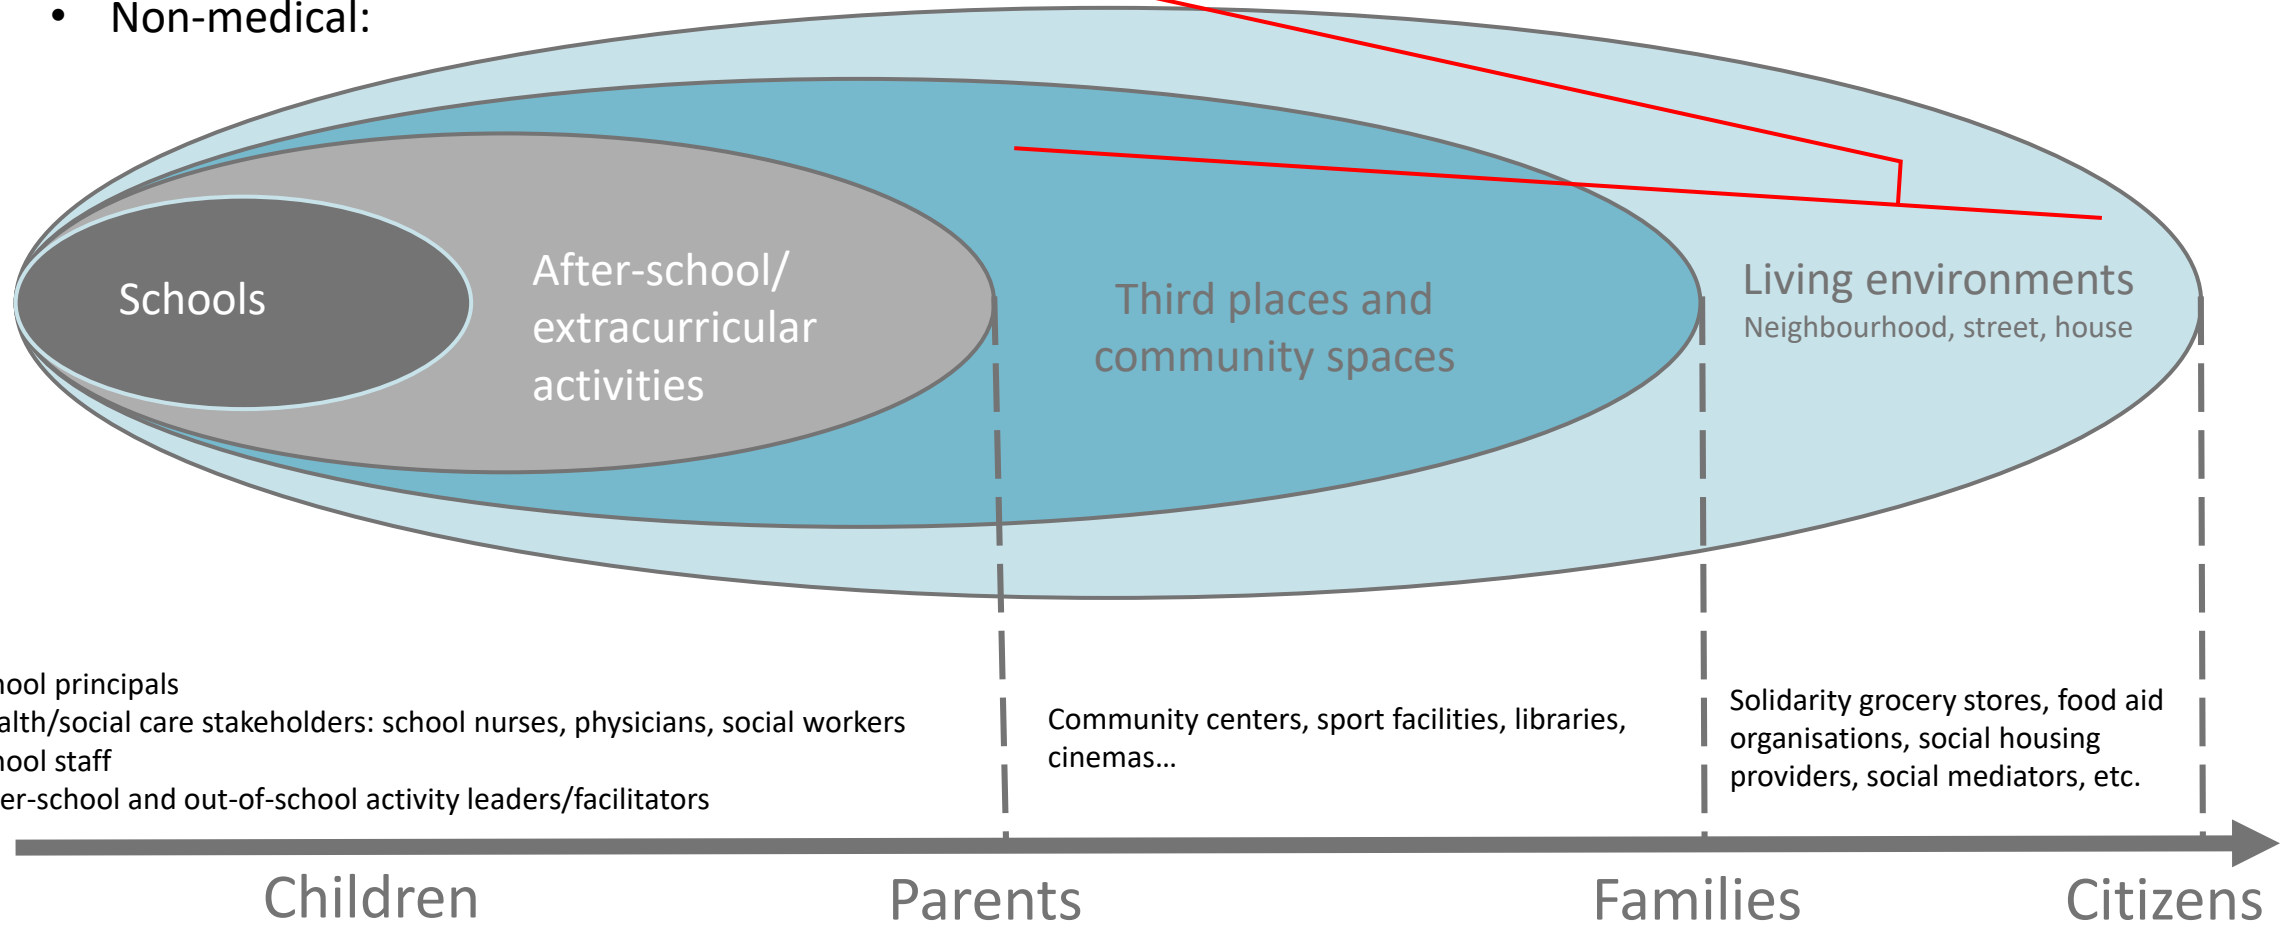 • Non-medical:
Schools
After-school/
extracurricular
activities
Third places and
community spaces
Living environments
Neighbourhood, street, house
hool principals
alth/social care stakeholders: school nurses, physicians, social workers
hool staff
er-school and out-of-school activity leaders/facilitators
Community centers, sport facilities, libraries,
cinemas…
Solidarity grocery stores, food aid
organisations, social housing
providers, social mediators, etc.
Children
Parents
Families
Citizens